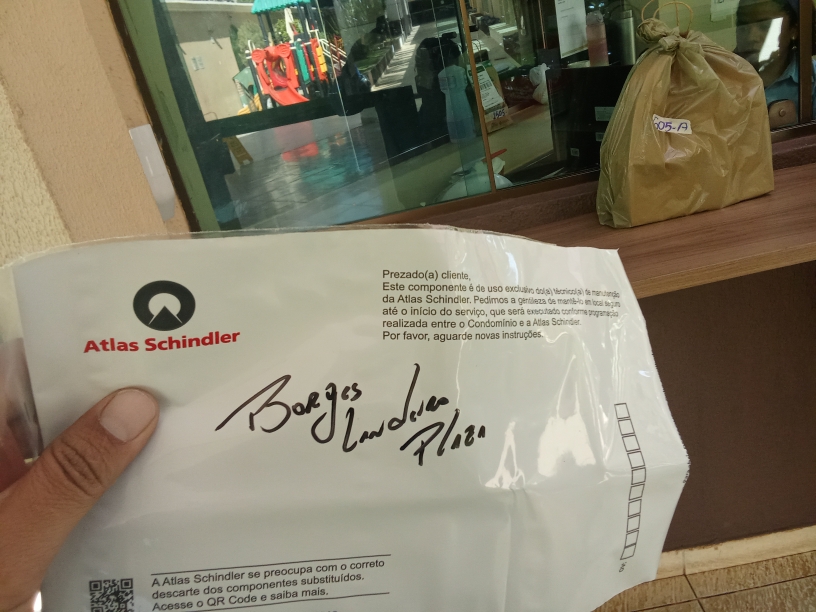 005-A
Atlas Schindler
Prezado(a) cliente,
Este componente é de uso exclusivo do(a) técnico(a) de manutenção
da Atlas Schindler. Pedimos a gentileza de mantê-lo em local seguro
até o início do serviço, que será executado conforme programação
realizada entre o Condomínio e a Atlas Schindler.
Por favor, aguarde novas instruções.
Borges
Landeiro
Plaza
A Atlas Schindler se preocupa com o correto
descarte dos componentes substituídos.
Acesse o QR Code e saiba mais.